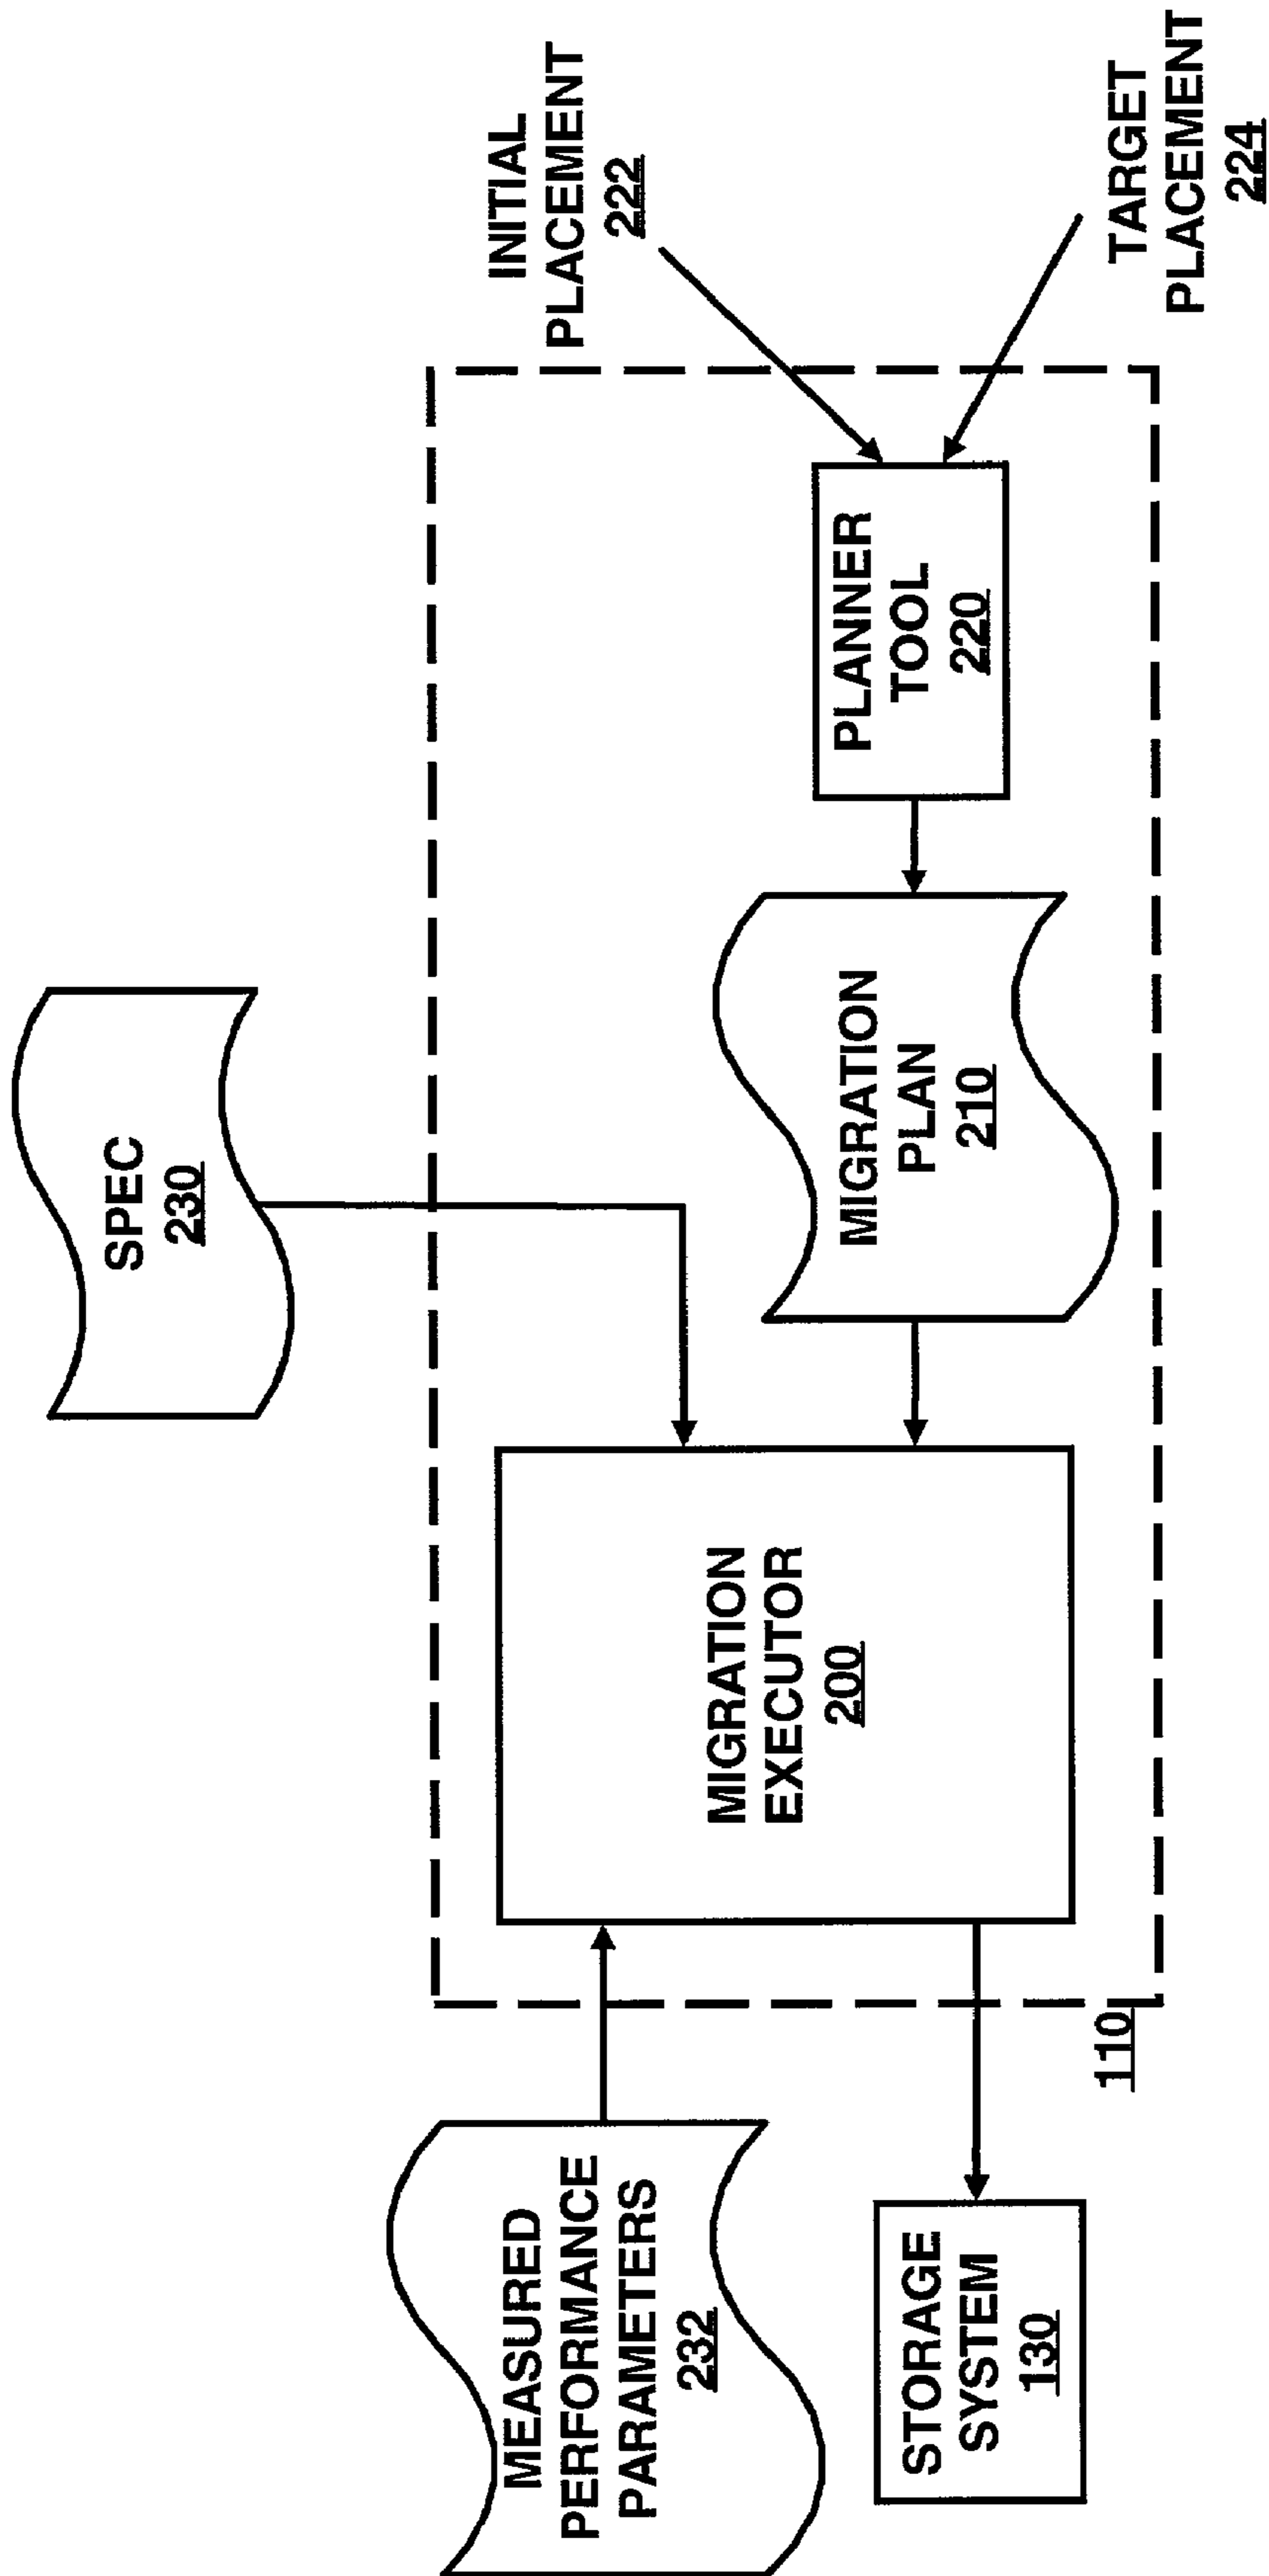 SPEC
230
MEASURED
PERFORMANCE
PARAMETERS
232
MIGRATION
EXECUTOR
200
MIGRATION
PLAN
210
PLANNER
TOOL
220
INITIAL
PLACEMENT
222
TARGET
PLACEMENT
224
STORAGE
SYSTEM
130
110